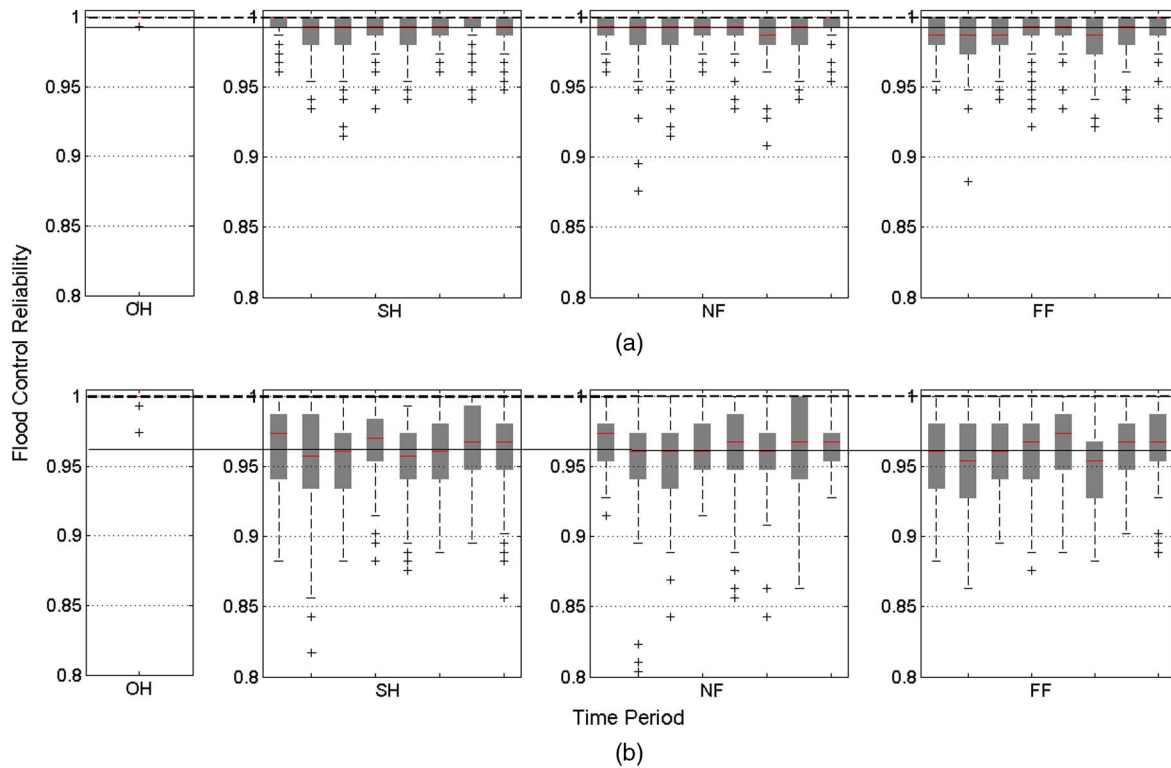 Flood Control Reliability
1 1 1 1
0.95 0.95 0.95 0.95
0.9 0.9 0.9 0.9
0.85 0.85 0.85 0.85
0.8 0.8 0.8 0.8
OH SH NF FF
(a)
1 1 1 1
0.95 0.95 0.95 0.95
0.9 0.9 0.9 0.9
0.85 0.85 0.85 0.85
0.8 0.8 0.8 0.8
OH SH NF FF
Time Period
(b)